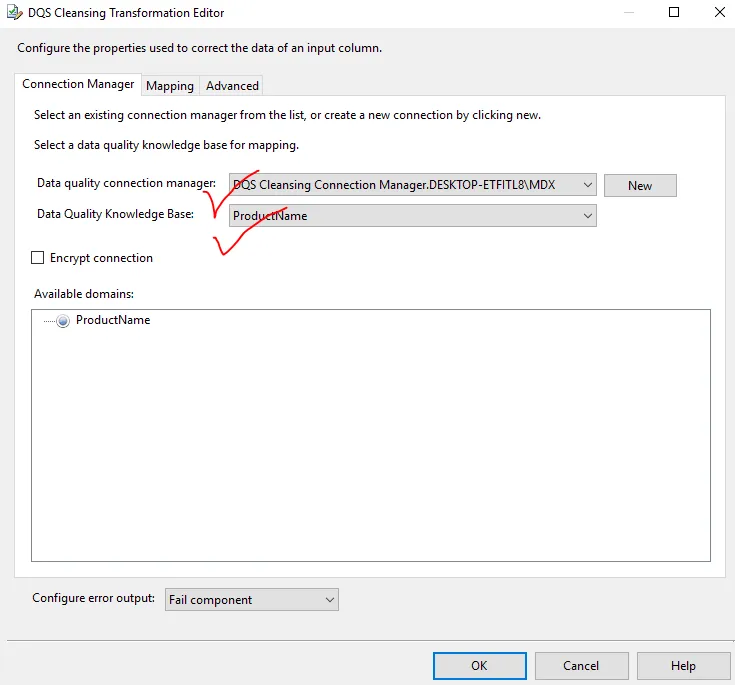 DQS Cleansing Transformation Editor
Configure the properties used to correct the data of an input column.
Connection Manager Mapping Advanced
Select an existing connection manager from the list, or create a new connection by clicking new.
Select a data quality knowledge base for mapping.
Data quality connection manager: DQS Cleansing Connection Manager.DESKTOP-ETFITL8\MDX New
Data Quality Knowledge Base: ProductName
Encrypt connection
Available domains:
ProductName
Configure error output: Fail component
OK Cancel Help